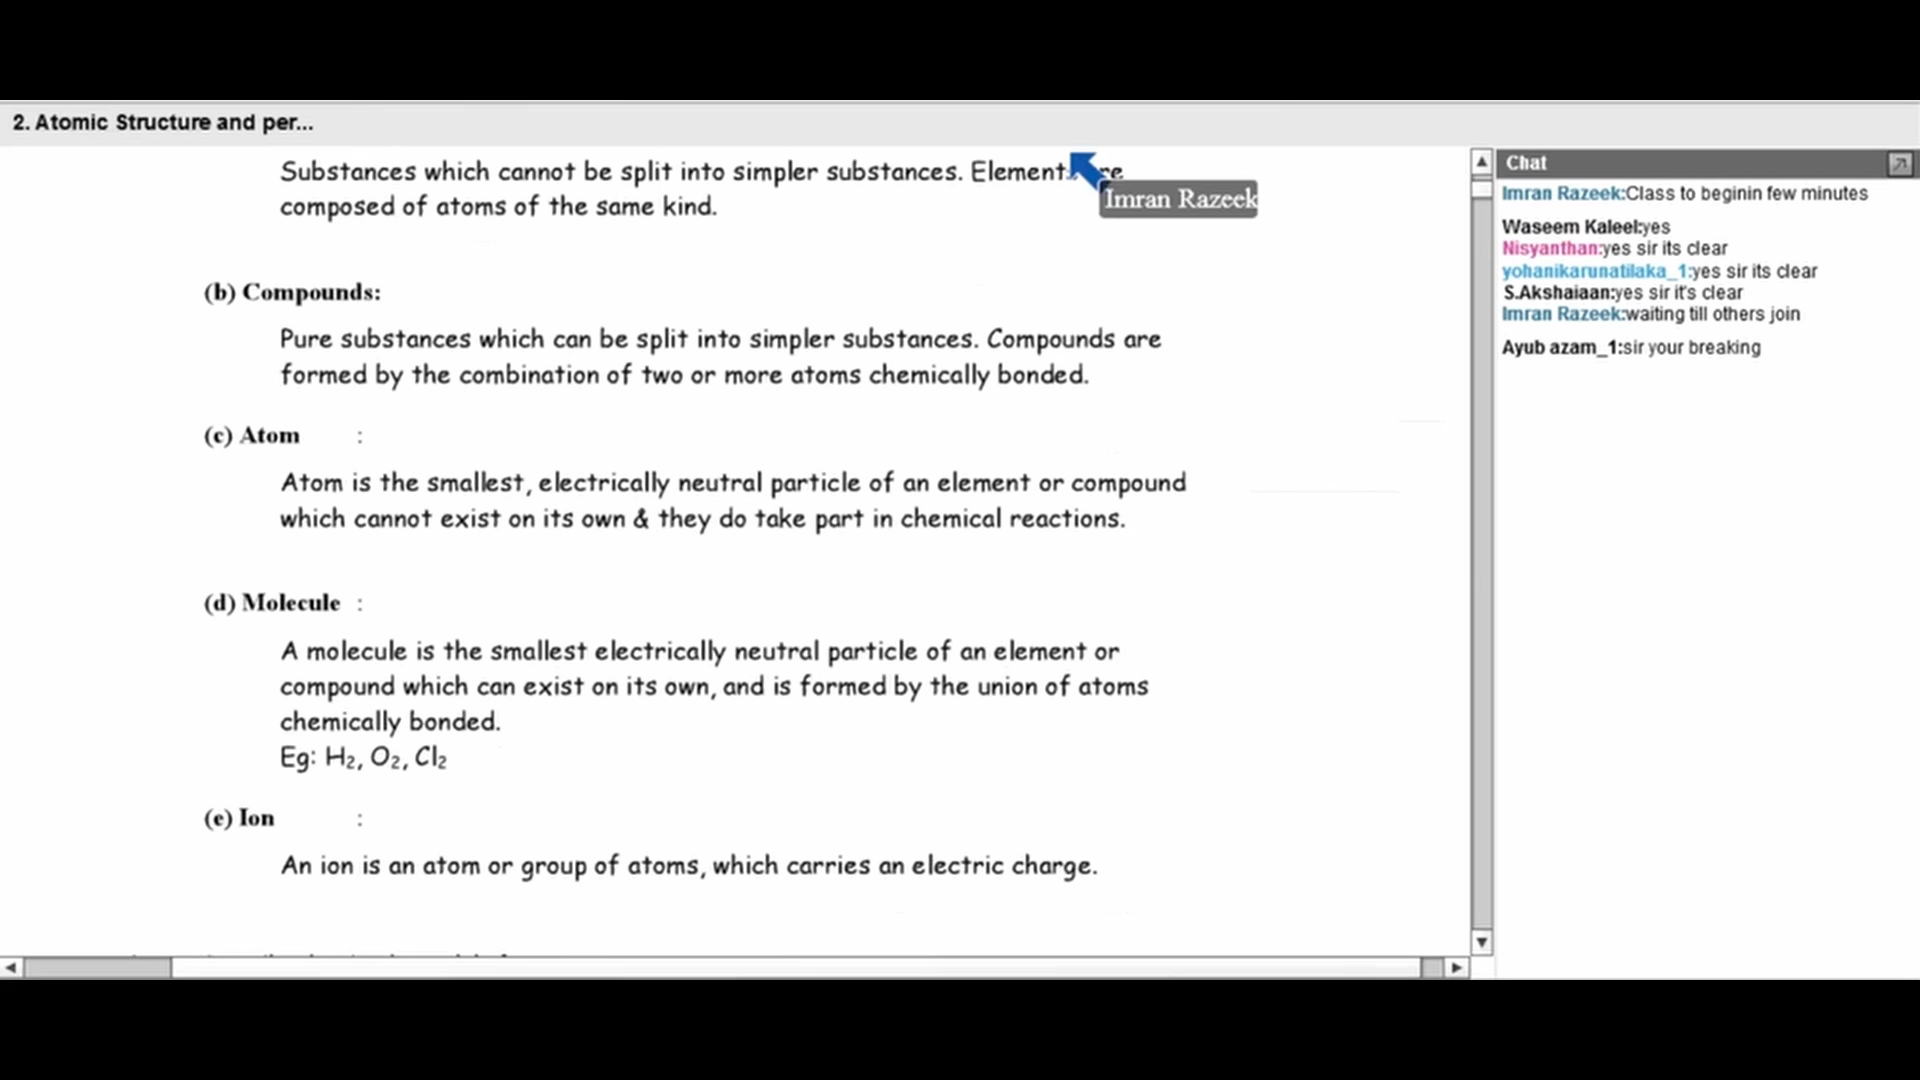 2. Atomic Structure and per...
Substances which cannot be split into simpler substances. Element re
composed of atoms of the same kind.
Imran Razeek
(b) Compounds:
Pure substances which can be split into simpler substances. Compounds are
formed by the combination of two or more atoms chemically bonded.
(c) Atom :
Atom is the smallest, electrically neutral particle of an element or compound
which cannot exist on its own & they do take part in chemical reactions.
(d) Molecule :
A molecule is the smallest electrically neutral particle of an element or
compound which can exist on its own, and is formed by the union of atoms
chemically bonded.
Eg: H₂, O₂, Cl₂
(e) Ion :
An ion is an atom or group of atoms, which carries an electric charge.
Chat
Imran Razeek:Class to beginin few minutes
Waseem Kaleel:yes
Nisyanthan:yes sir its clear
yohanikarunatilaka_1:yes sir its clear
S.Akshaiaan:yes sir it's clear
Imran Razeek:waiting till others join
Ayub azam_1:sir your breaking